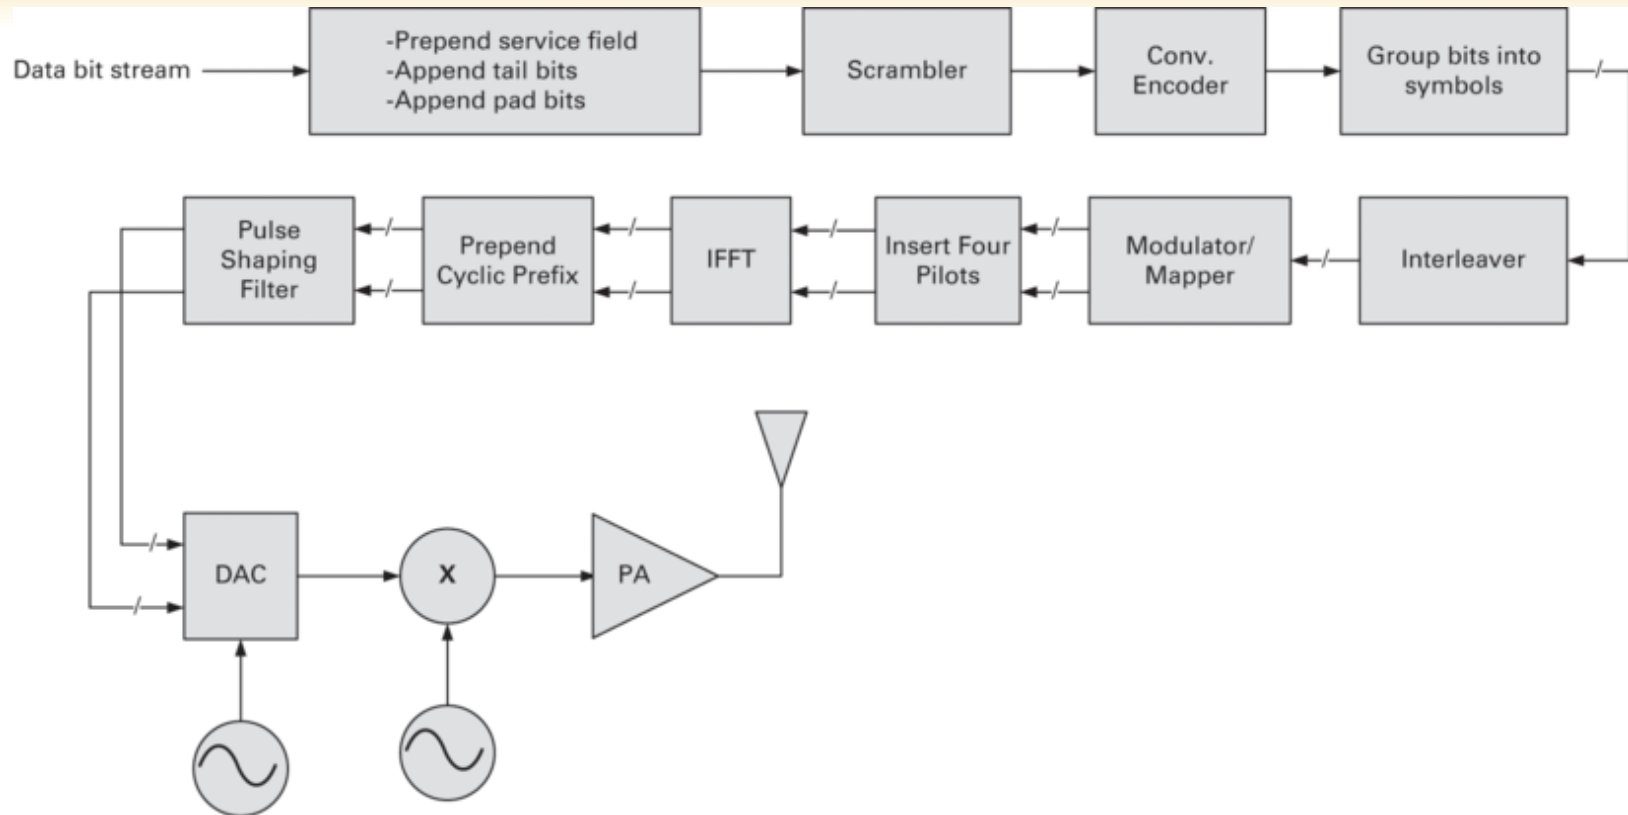 Data bit stream
-Prepend service field
-Append tail bits
-Append pad bits
Scrambler
Conv.
Encoder
Group bits into
symbols
Interleaver
Modulator/
Mapper
Insert Four
Pilots
IFFT
Prepend
Cyclic Prefix
Pulse
Shaping
Filter
DAC
X
PA